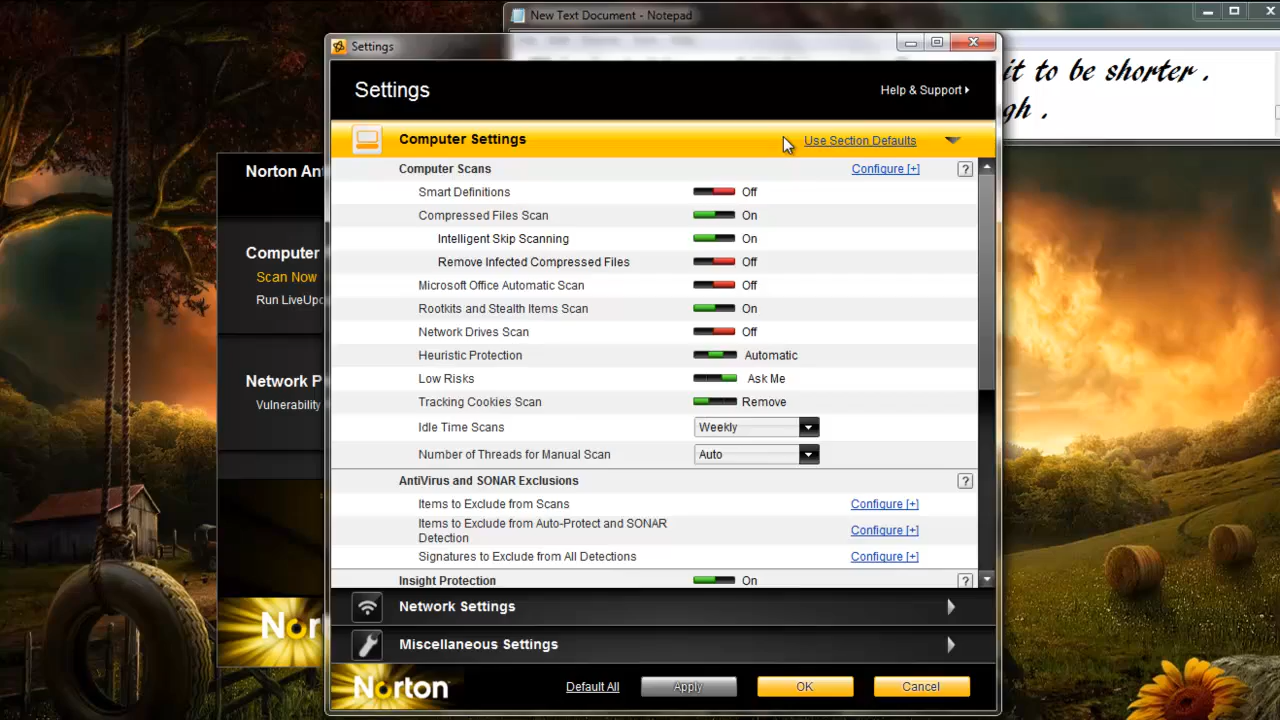 New Text Document - Notepad
Settings
it to be shorter .
gh .
Settings
Help & Support
Computer Settings
Use Section Defaults
Computer Scans
Configure [+]
?
Smart Definitions
Off
Compressed Files Scan
On
Intelligent Skip Scanning
On
Remove Infected Compressed Files
Off
Microsoft Office Automatic Scan
Off
Rootkits and Stealth Items Scan
On
Network Drives Scan
Off
Heuristic Protection
Automatic
Low Risks
Ask Me
Tracking Cookies Scan
Remove
Idle Time Scans
Weekly
Number of Threads for Manual Scan
Auto
AntiVirus and SONAR Exclusions
?
Items to Exclude from Scans
Configure [+]
Items to Exclude from Auto-Protect and SONAR
Detection
Configure [+]
Signatures to Exclude from All Detections
Configure [+]
Insight Protection
On
?
Network Settings
Miscellaneous Settings
Norton
Default All
Apply
OK
Cancel
Norton Ant
Computer
Scan Now
Run LiveUpd
Network P
Vulnerability
Nor